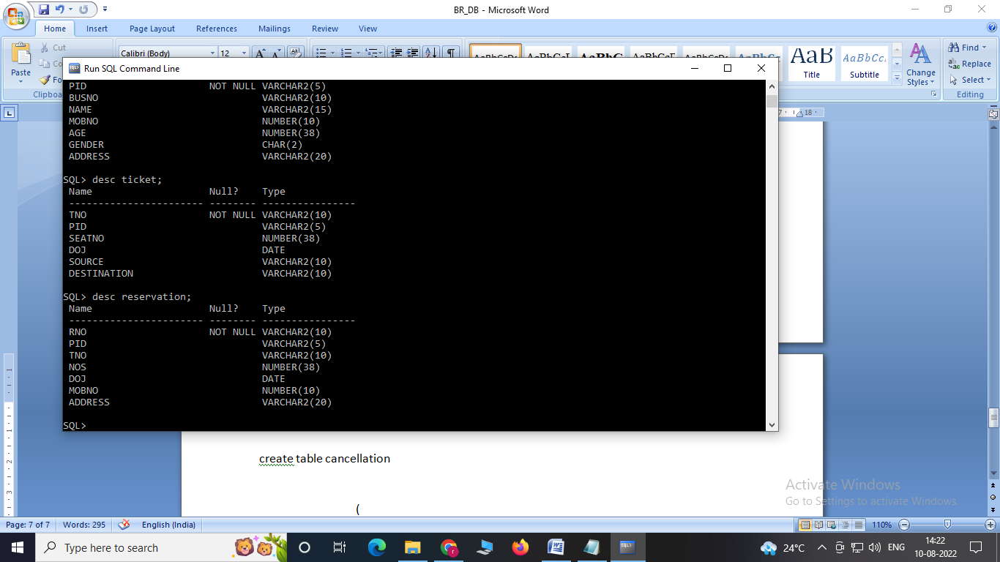 BR_DB - Microsoft Word
Home Insert Page Layout References Mailings Review View
Cut
Paste
Calibri (Body) 12
AaB AaBbCc.
Title Subtitle
Change Styles
Find
Replace
Select
Editing
Run SQL Command Line
PID NOT NULL VARCHAR2(5)
BUSNO VARCHAR2(10)
NAME VARCHAR2(15)
MOBNO NUMBER(10)
AGE NUMBER(38)
GENDER CHAR(2)
ADDRESS VARCHAR2(20)
SQL> desc ticket;
Name Null? Type
----------------------- -------- ----------------
TNO NOT NULL VARCHAR2(10)
PID VARCHAR2(5)
SEATNO NUMBER(38)
DOJ DATE
SOURCE VARCHAR2(10)
DESTINATION VARCHAR2(10)
SQL> desc reservation;
Name Null? Type
----------------------- -------- ----------------
RNO NOT NULL VARCHAR2(10)
PID VARCHAR2(5)
TNO VARCHAR2(10)
NOS NUMBER(38)
DOJ DATE
MOBNO NUMBER(10)
ADDRESS VARCHAR2(20)
SQL>
18
create table cancellation
(
Activate Windows
Go to Settings to activate Windows.
Page: 7 of 7 Words: 295 English (India) 110%
Type here to search
24°C ENG 14:22
10-08-2022